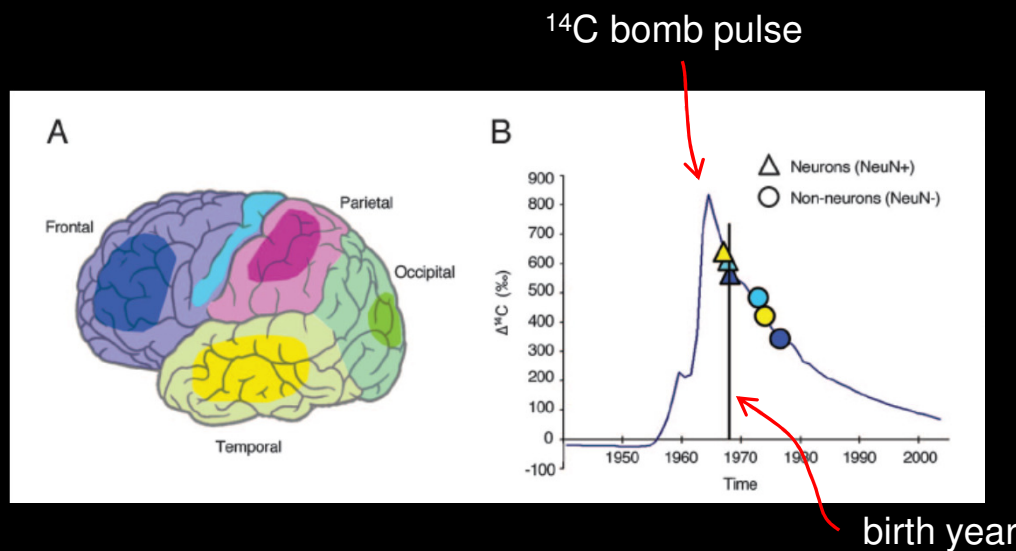 ¹⁴C bomb pulse
A
Frontal
Parietal
Occipital
Temporal
B
Neurons (NeuN+)
Non-neurons (NeuN-)
900
800
700
600
500
400
300
200
100
0
-100
Δ¹⁴C (‰)
1950 1960 1970 1980 1990 2000
Time
birth year